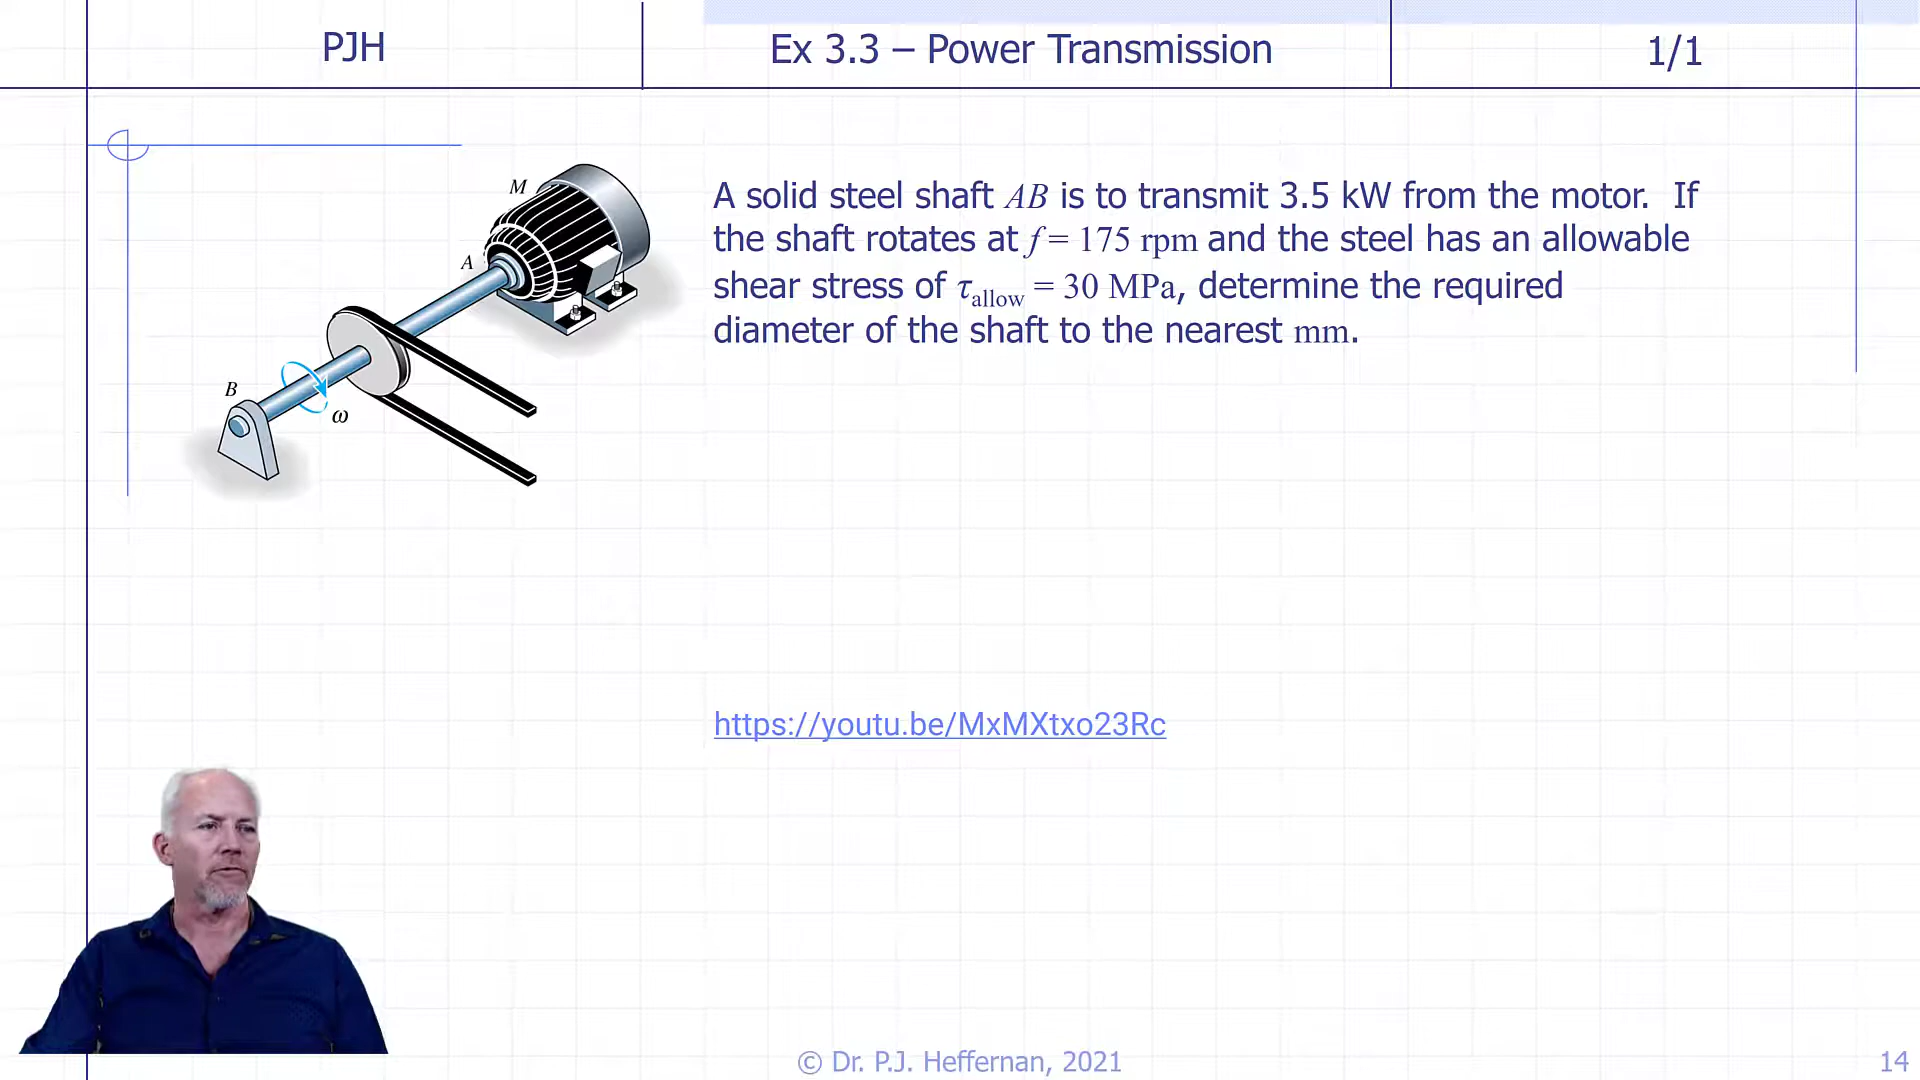 PJH
Ex 3.3 – Power Transmission
1/1
M
A
B
ω
A solid steel shaft AB is to transmit 3.5 kW from the motor. If
the shaft rotates at f = 175 rpm and the steel has an allowable
shear stress of τallow = 30 MPa, determine the required
diameter of the shaft to the nearest mm.
https://youtu.be/MxMXtxo23Rc
© Dr. P.J. Heffernan, 2021
14